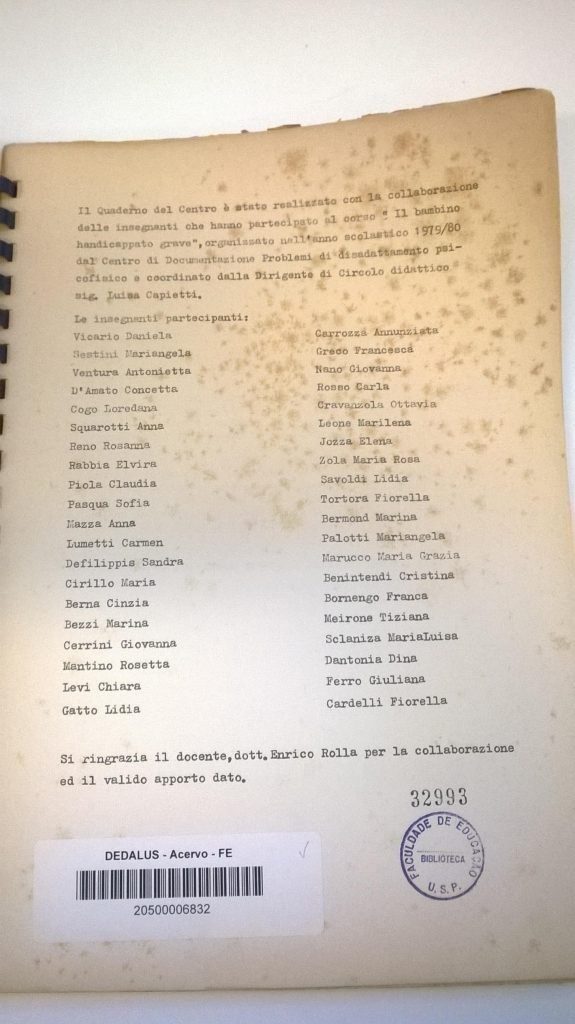 Il Quaderno del Centro è stato realizzato con la collaborazione
delle insegnanti che hanno partecipato al corso " Il bambino
handicappato grave", organizzato nell'anno scolastico 1979/80
dal Centro di Documentazione Problemi di disadattamento psi-
cofisico e coordinato dalla Dirigente di Circolo didattico
sig. Luisa Capietti.
Le insegnanti partecipanti:
Vicario Daniela
Sestini Mariangela
Ventura Antonietta
D'Amato Concetta
Cogo Loredana
Squarotti Anna
Reno Rosanna
Rabbia Elvira
Piola Claudia
Pasqua Sofia
Mazza Anna
Lumetti Carmen
Defilippis Sandra
Cirillo Maria
Berna Cinzia
Bezzi Marina
Cerrini Giovanna
Mantino Rosetta
Levi Chiara
Gatto Lidia
Carrozza Annunziata
Greco Francesca
Nano Giovanna
Rosso Carla
Cravanzola Ottavia
Leone Marilena
Jozza Elena
Zola Maria Rosa
Savoldi Lidia
Tortora Fiorella
Bermond Marina
Palotti Mariangela
Marucco Maria Grazia
Benintendi Cristina
Bornengo Franca
Meirone Tiziana
Sclaniza MariaLuisa
Dantonia Dina
Ferro Giuliana
Cardelli Fiorella
Si ringrazia il docente,dott. Enrico Rolla per la collaborazione
ed il valido apporto dato.
32993
FACULDADE DE EDUCAÇÃO
BIBLIOTECA
U.S.P.
DEDALUS - Acervo - FE
20500006832